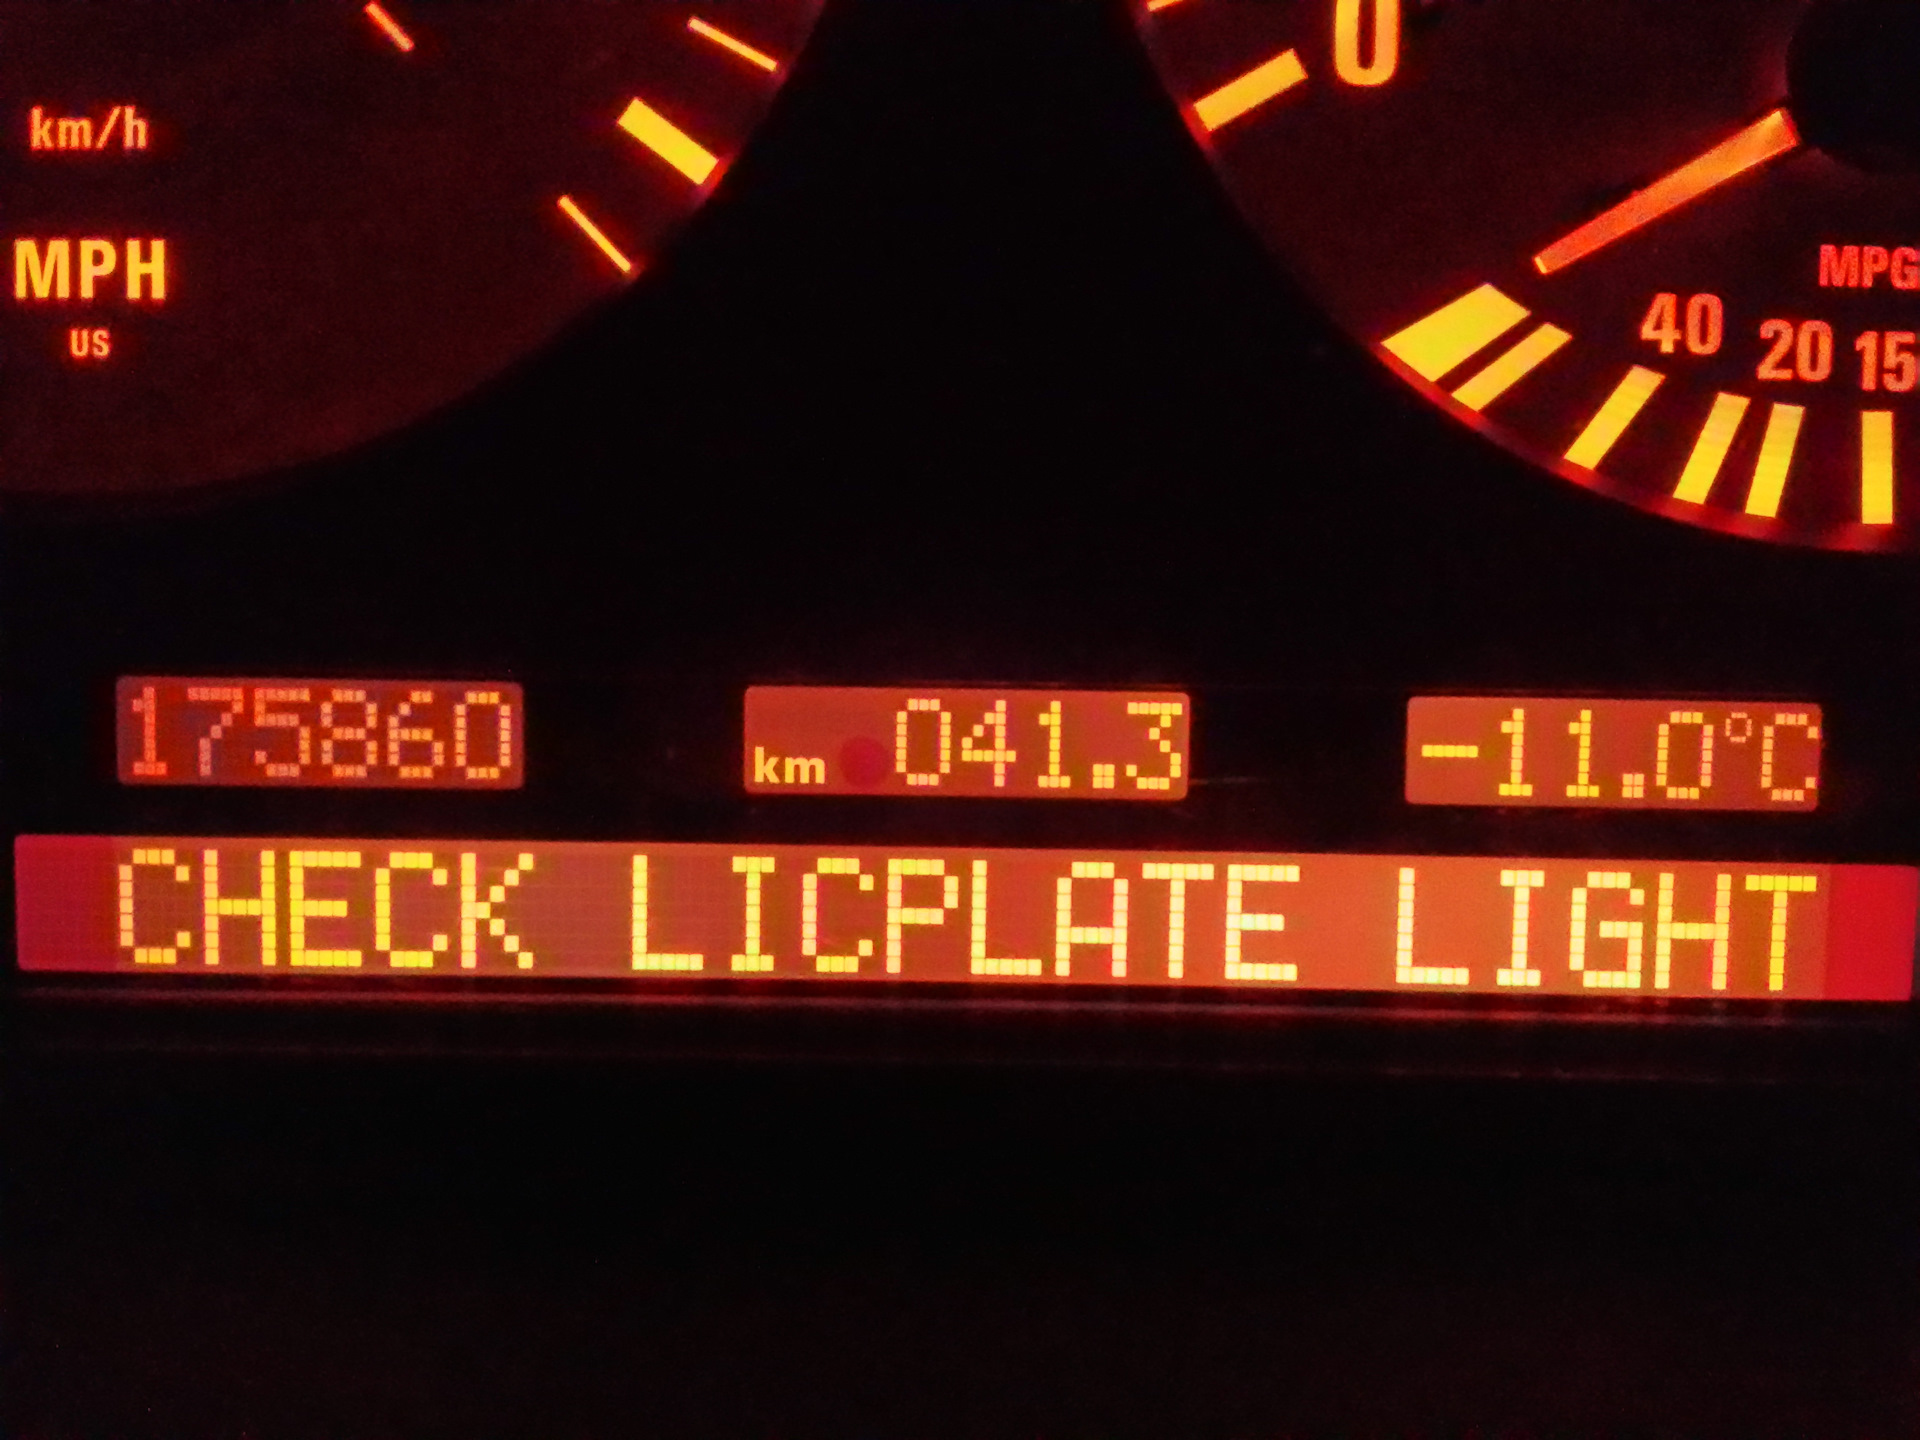 km/h
MPH
US
0
MPG
40 20 15
175860
km 041.3
-11.0°C
CHECK LICPLATE LIGHT